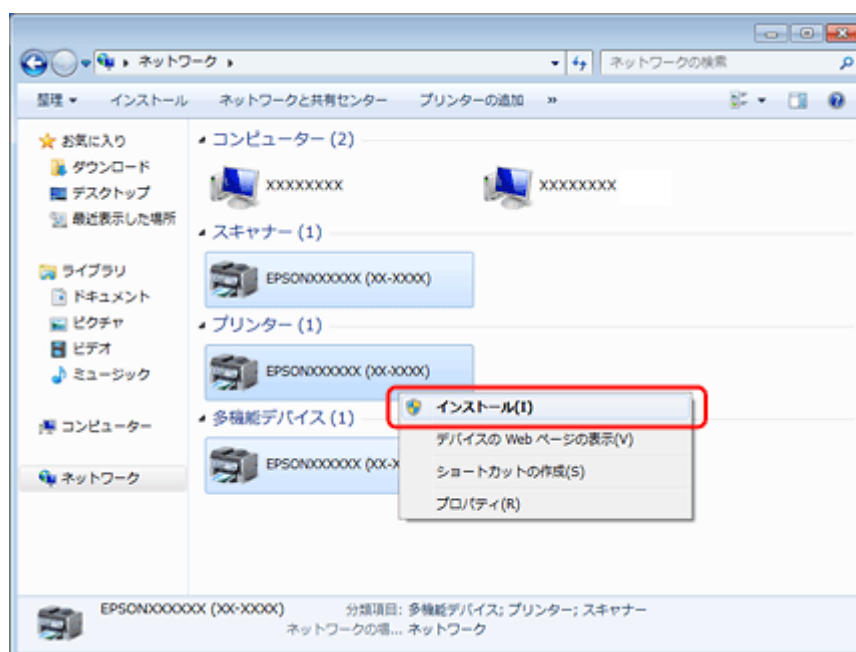 ネットワーク
ネットワークの検索
整理 インストール ネットワークと共有センター プリンターの追加 »
お気に入り
ダウンロード
デスクトップ
最近表示した場所
ライブラリ
ドキュメント
ピクチャ
ビデオ
ミュージック
コンピューター
ネットワーク
コンピューター (2)
XXXXXXXX XXXXXXXX
スキャナー (1)
EPSONXXXXXX (XX-XXXX)
プリンター (1)
EPSONXXXXXX (XX-XXXX)
多機能デバイス (1)
EPSONXXXXXX (XX-X
インストール(I)
デバイスの Web ページの表示(V)
ショートカットの作成(S)
プロパティ(R)
EPSONXXXXXX (XX-XXXX) 分類項目: 多機能デバイス; プリンター; スキャナー
ネットワークの場... ネットワーク